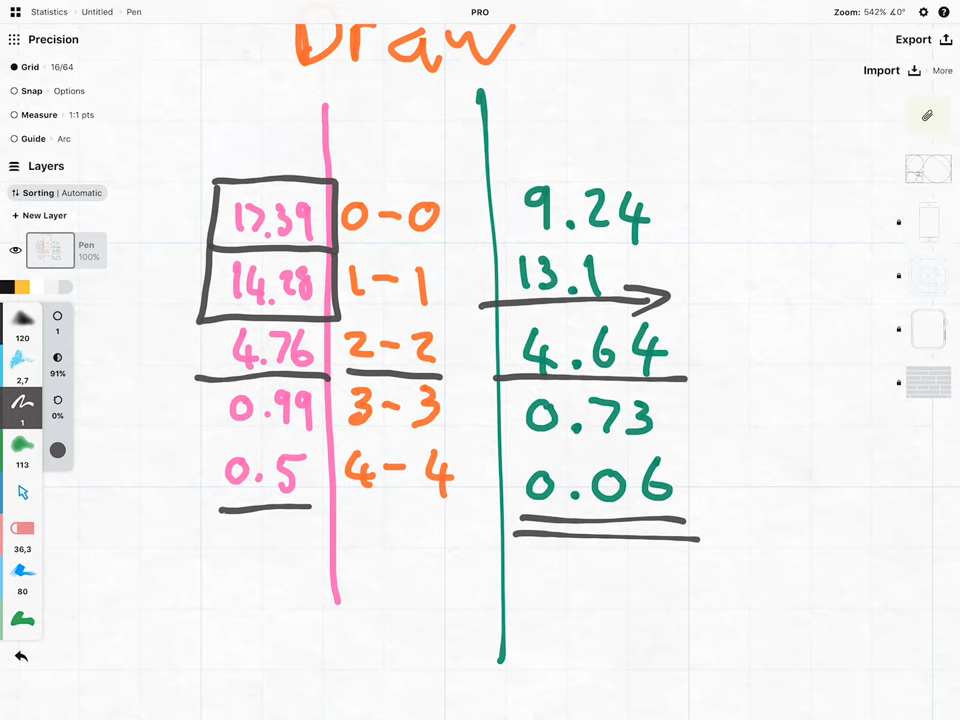 Statistics › Untitled › Pen
PRO
Zoom: 542% ∡0°
Precision
Grid · 16/64
Snap · Options
Measure · 1:1 pts
Guide · Arc
Layers
Sorting | Automatic
+ New Layer
Pen
100%
120
2,7
1
113
36,3
80
1
91%
0%
Export
Import
More
Draw
17.39 0-0 9.24
14.28 1-1 13.1
4.76 2-2 4.64
0.99 3-3 0.73
0.5 4-4 0.06